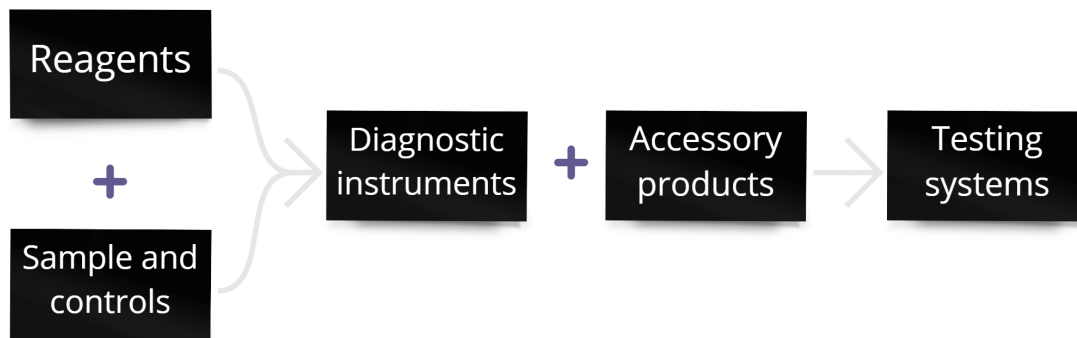 Reagents
+
Sample and
controls
Diagnostic
instruments
+
Accessory
products
Testing
systems